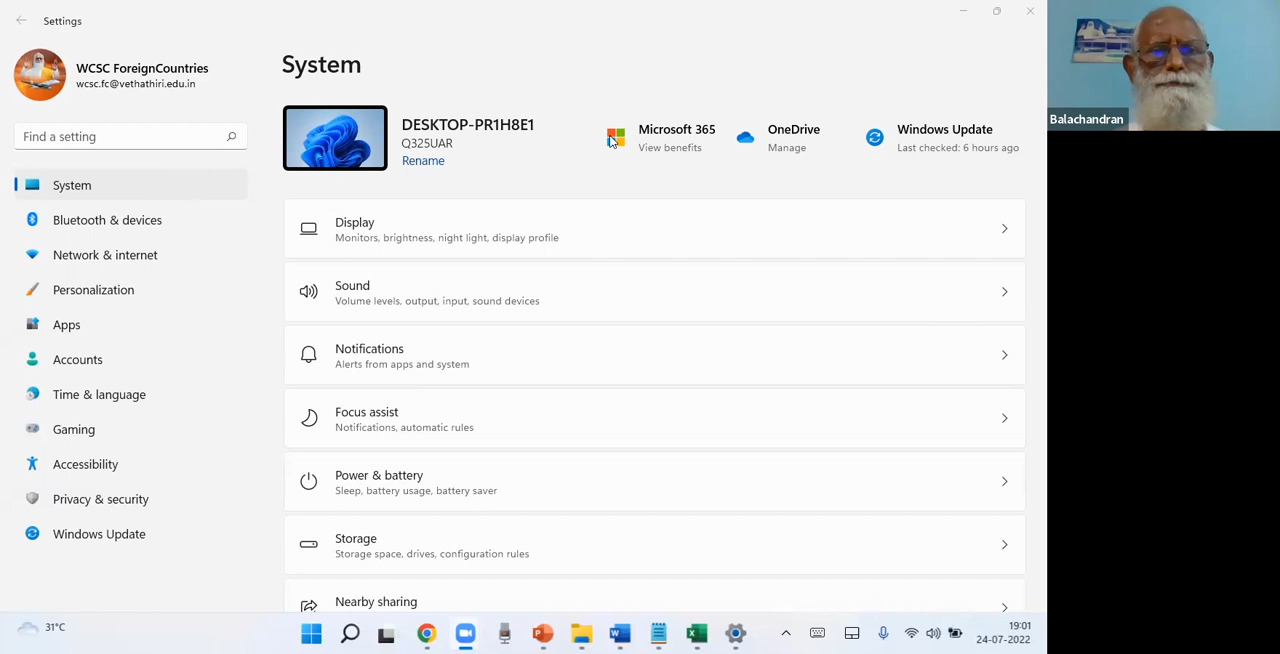 Settings
WCSC ForeignCountries
wcsc.fc@vethathiri.edu.in
Find a setting
System
Bluetooth & devices
Network & internet
Personalization
Apps
Accounts
Time & language
Gaming
Accessibility
Privacy & security
Windows Update
System
DESKTOP-PR1H8E1
Q325UAR
Rename
Microsoft 365
View benefits
OneDrive
Manage
Windows Update
Last checked: 6 hours ago
Display
Monitors, brightness, night light, display profile
Sound
Volume levels, output, input, sound devices
Notifications
Alerts from apps and system
Focus assist
Notifications, automatic rules
Power & battery
Sleep, battery usage, battery saver
Storage
Storage space, drives, configuration rules
Nearby sharing
Balachandran
31°C
19:01
24-07-2022